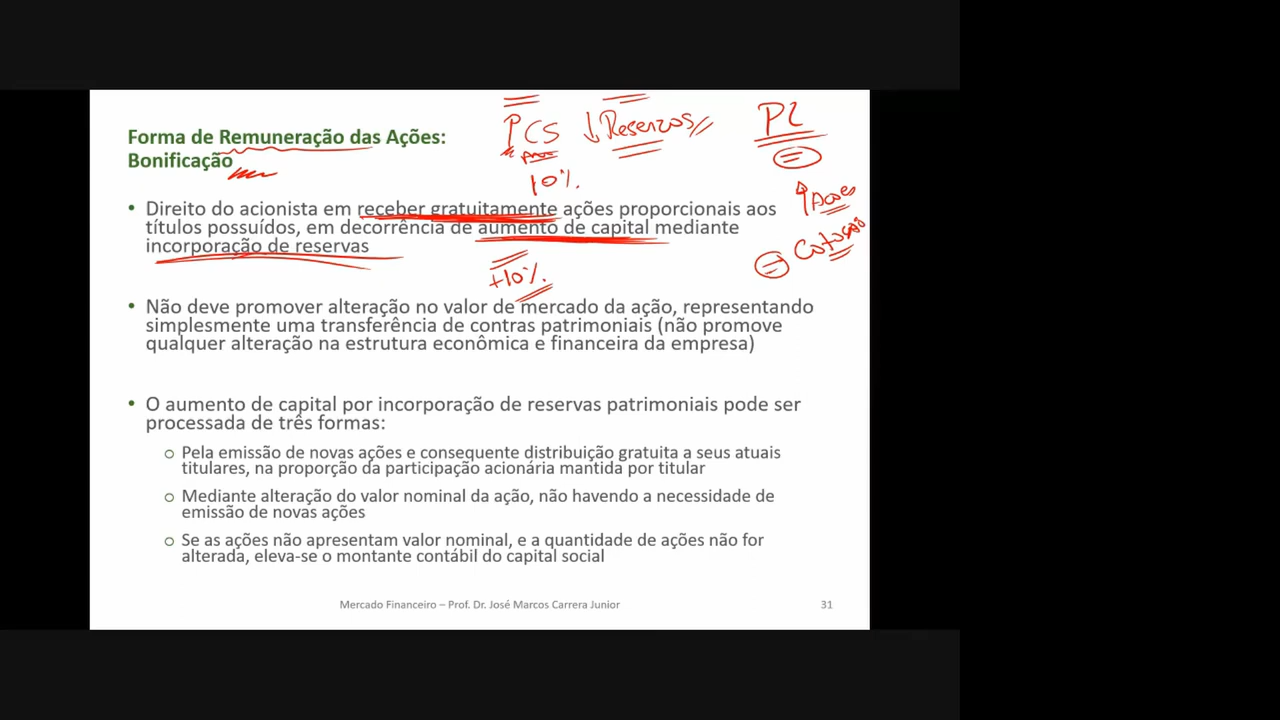 Forma de Remuneração das Ações:
Bonificação
↑CS ↓Reservas PL
10%
=
↑Ações
= Cotação
• Direito do acionista em receber gratuitamente ações proporcionais aos
títulos possuídos, em decorrência de aumento de capital mediante
incorporação de reservas
+10%
• Não deve promover alteração no valor de mercado da ação, representando
simplesmente uma transferência de contras patrimoniais (não promove
qualquer alteração na estrutura econômica e financeira da empresa)
• O aumento de capital por incorporação de reservas patrimoniais pode ser
processada de três formas:
o Pela emissão de novas ações e consequente distribuição gratuita a seus atuais
titulares, na proporção da participação acionária mantida por titular
o Mediante alteração do valor nominal da ação, não havendo a necessidade de
emissão de novas ações
o Se as ações não apresentam valor nominal, e a quantidade de ações não for
alterada, eleva-se o montante contábil do capital social
Mercado Financeiro – Prof. Dr. José Marcos Carrera Junior 31